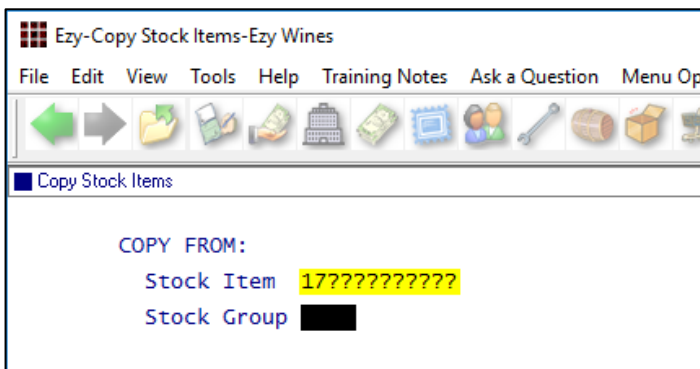 Ezy-Copy Stock Items-Ezy Wines
File Edit View Tools Help Training Notes Ask a Question Menu Op
Copy Stock Items
COPY FROM:
Stock Item 17???????????
Stock Group